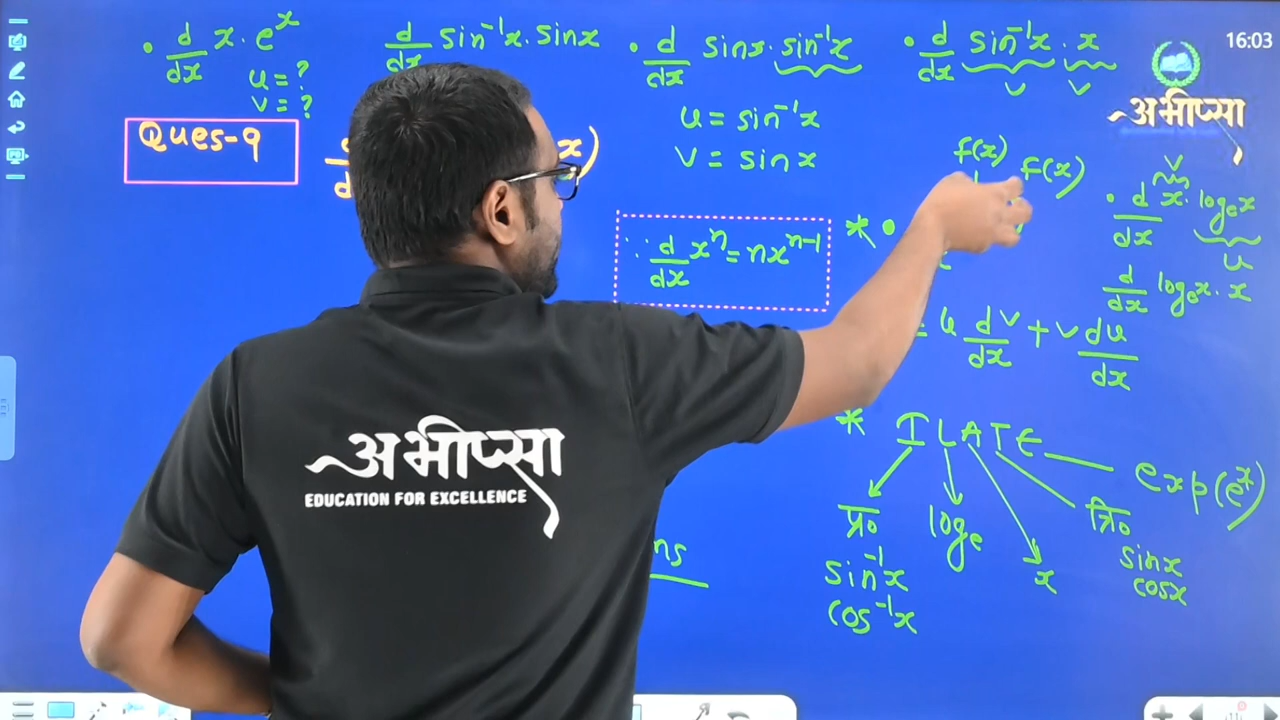 • d/dx x · e^x
u = ?
v = ?
d/dx sin⁻¹x · sinx
• d/dx sinx · sin⁻¹x
u = sin⁻¹x
v = sinx
• d/dx sin⁻¹x · x
v v
16:03
अभीप्सा
Ques-9
x)
f(x) f(x)
• d/dx x · logₑx
v
u
d/dx logₑx · x
∵ d/dx xⁿ = nxⁿ⁻¹
* •
= u dv/dx + v du/dx
* ILATE
exp(e^x)
प्र०
logₑ
x
त्रि०
sin⁻¹x
cos⁻¹x
sinx
cosx
अभीप्सा
EDUCATION FOR EXCELLENCE
ns